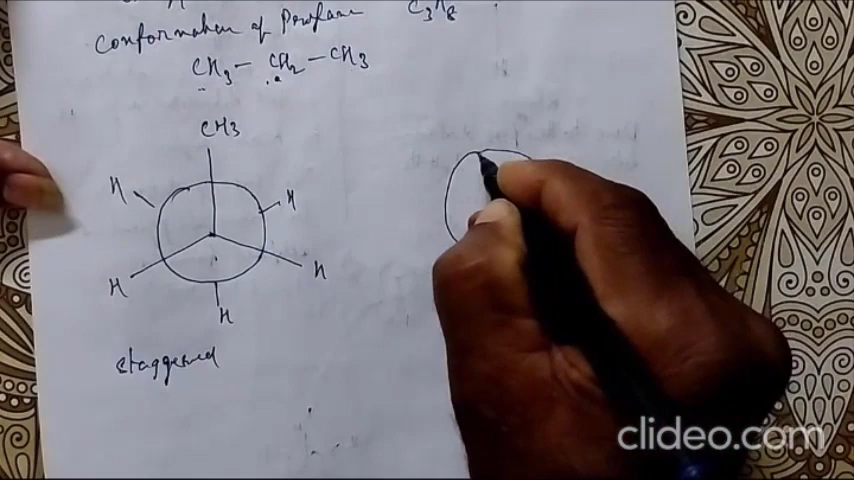 Conformation of Propane C3H8
CH3 - CH2 - CH3
CH3
H
H
H
H
H
staggered
clideo.com